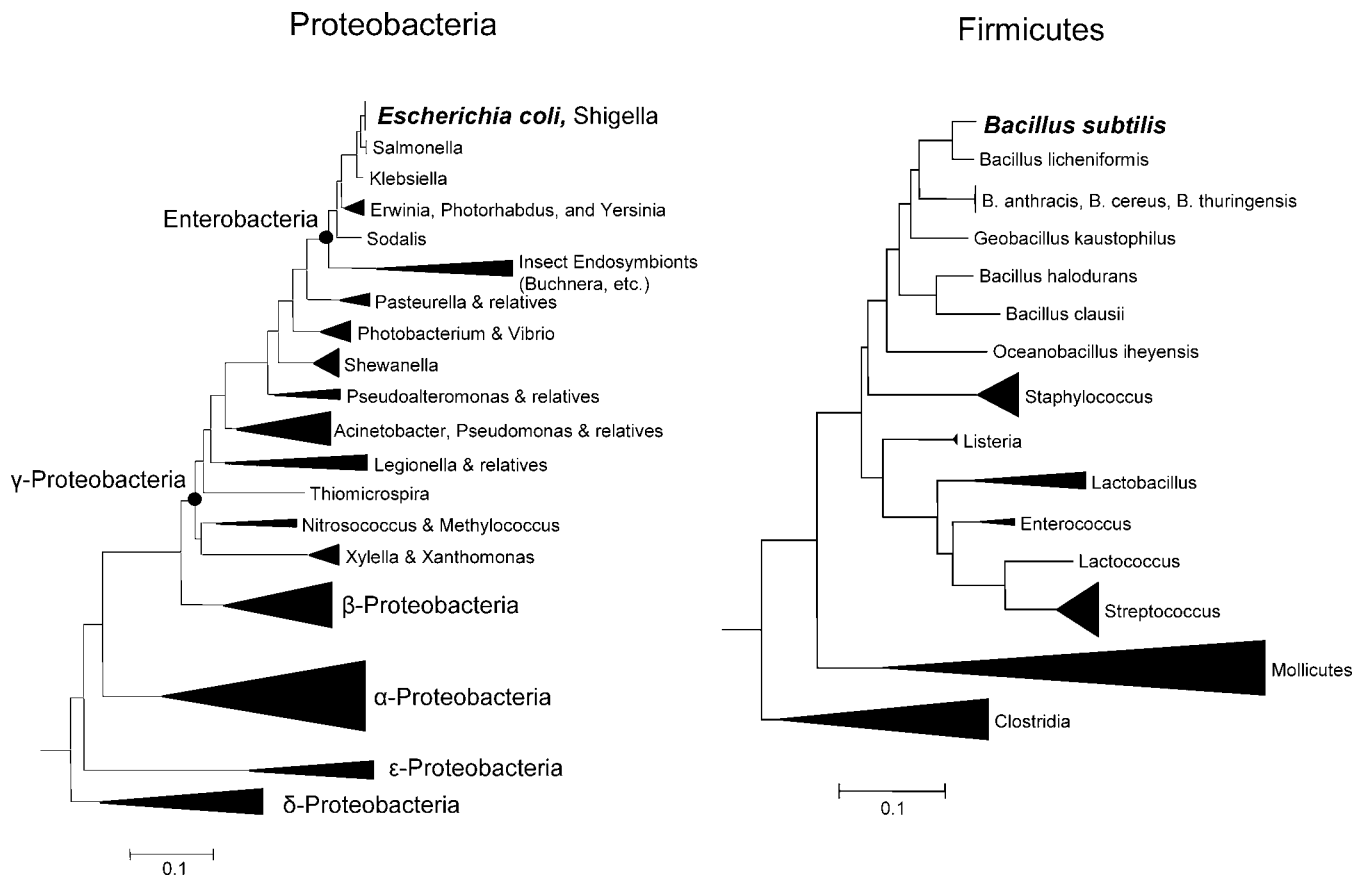 Proteobacteria
Escherichia coli, Shigella
Salmonella
Klebsiella
Erwinia, Photorhabdus, and Yersinia
Enterobacteria
Sodalis
Insect Endosymbionts
(Buchnera, etc.)
Pasteurella & relatives
Photobacterium & Vibrio
Shewanella
Pseudoalteromonas & relatives
Acinetobacter, Pseudomonas & relatives
Legionella & relatives
γ-Proteobacteria
Thiomicrospira
Nitrosococcus & Methylococcus
Xylella & Xanthomonas
β-Proteobacteria
α-Proteobacteria
ε-Proteobacteria
δ-Proteobacteria
0.1
Firmicutes
Bacillus subtilis
Bacillus licheniformis
B. anthracis, B. cereus, B. thuringensis
Geobacillus kaustophilus
Bacillus halodurans
Bacillus clausii
Oceanobacillus iheyensis
Staphylococcus
Listeria
Lactobacillus
Enterococcus
Lactococcus
Streptococcus
Mollicutes
Clostridia
0.1